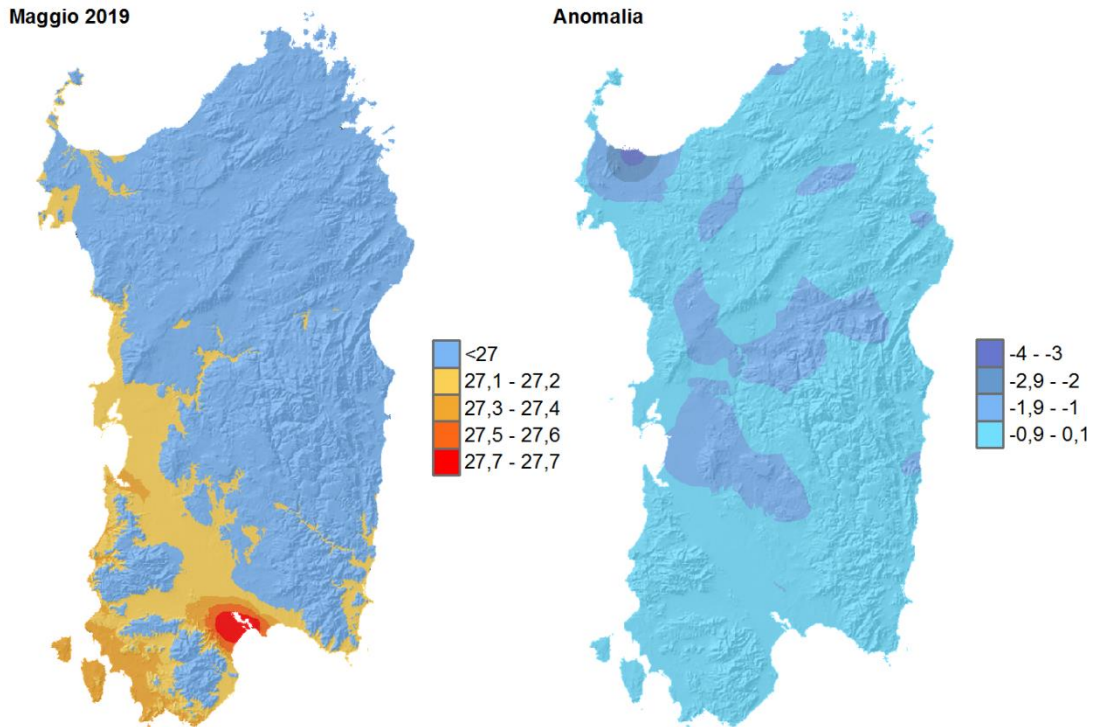 Maggio 2019
Anomalia
<27
27,1 - 27,2
27,3 - 27,4
27,5 - 27,6
27,7 - 27,7
-4 - -3
-2,9 - -2
-1,9 - -1
-0,9 - 0,1